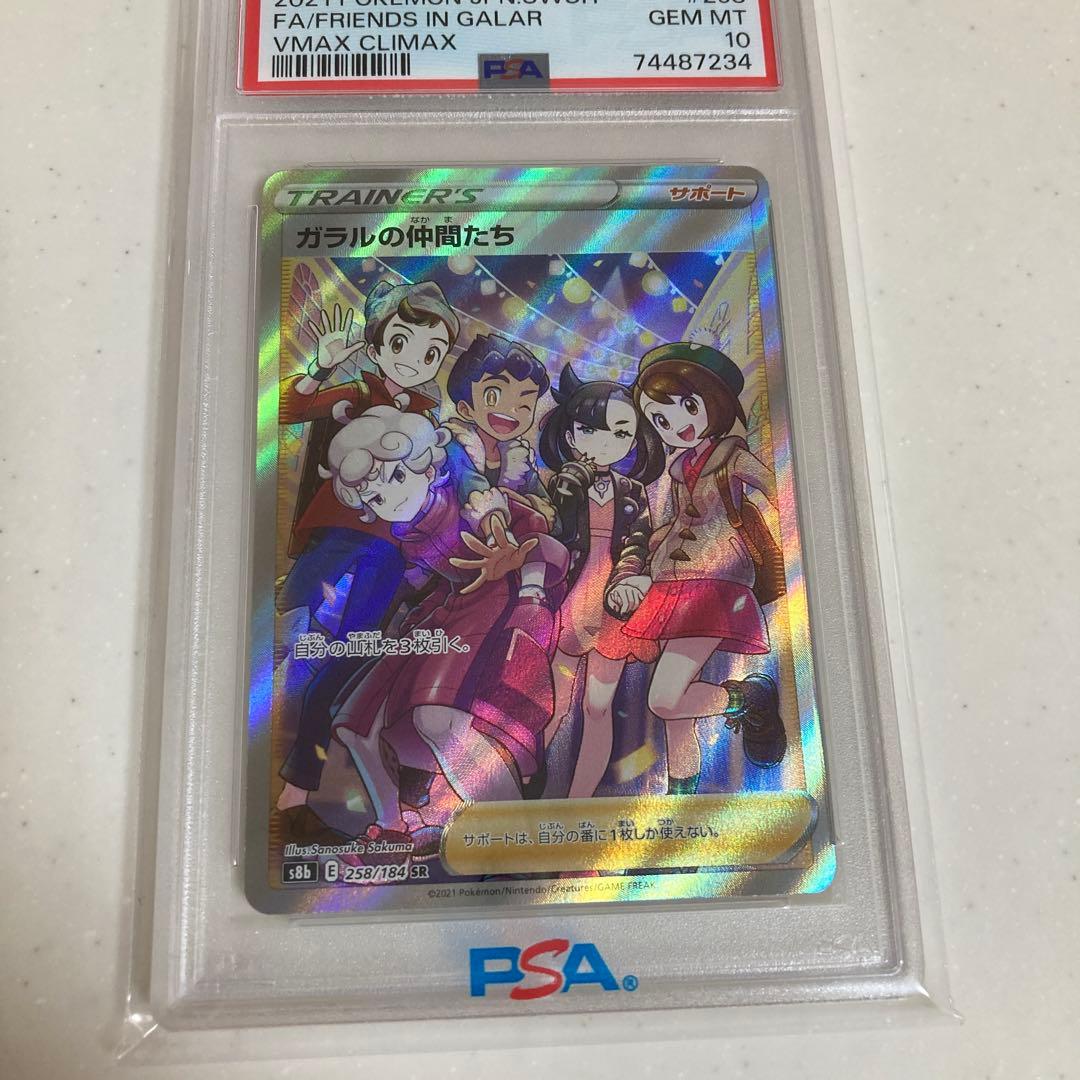 2021 POKEMON JPN.SWSH
FA/FRIENDS IN GALAR GEM MT
VMAX CLIMAX 10
PSA 74487234
TRAINER'S サポート
なかま
ガラルの仲間たち
じぶん やまふだ まい ひ
自分の山札を3枚引く。
じぶん ばん まい つか
サポートは、自分の番に1枚しか使えない。
Illus. Sanosuke Sakuma
s8b E 258/184 SR
©2021 Pokémon/Nintendo/Creatures/GAME FREAK.
PSA®